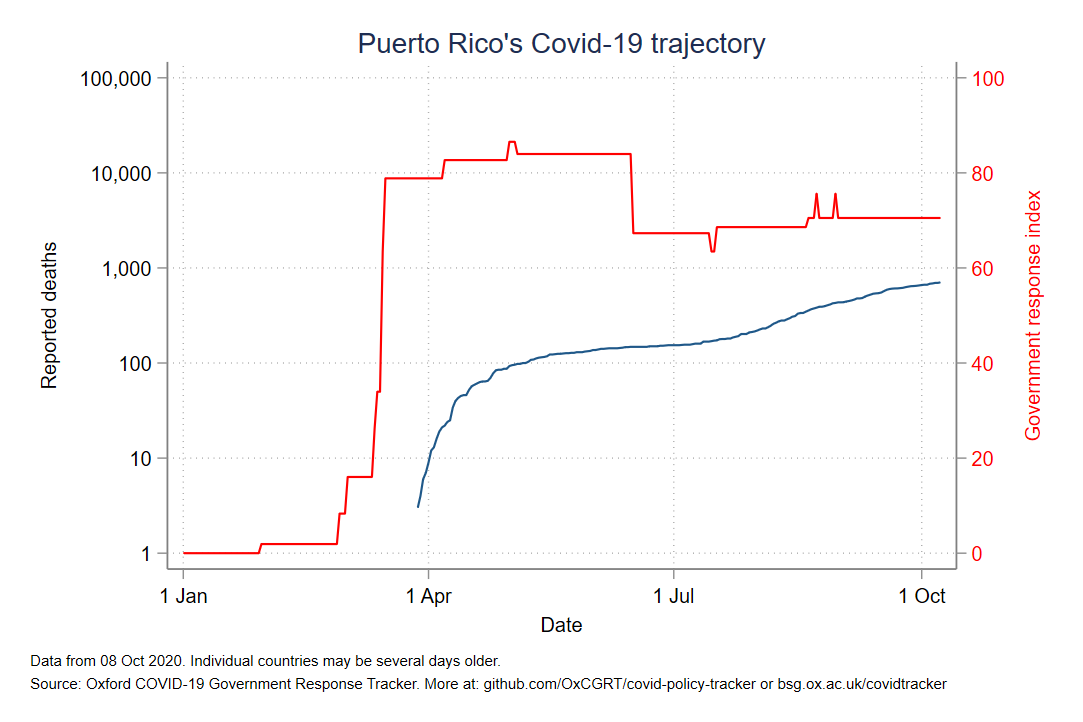 Puerto Rico's Covid-19 trajectory
100,000
10,000
1,000
100
10
1
Reported deaths
100
80
60
40
20
0
Government response index
1 Jan
1 Apr
1 Jul
1 Oct
Date
Data from 08 Oct 2020. Individual countries may be several days older.
Source: Oxford COVID-19 Government Response Tracker. More at: github.com/OxCGRT/covid-policy-tracker or bsg.ox.ac.uk/covidtracker